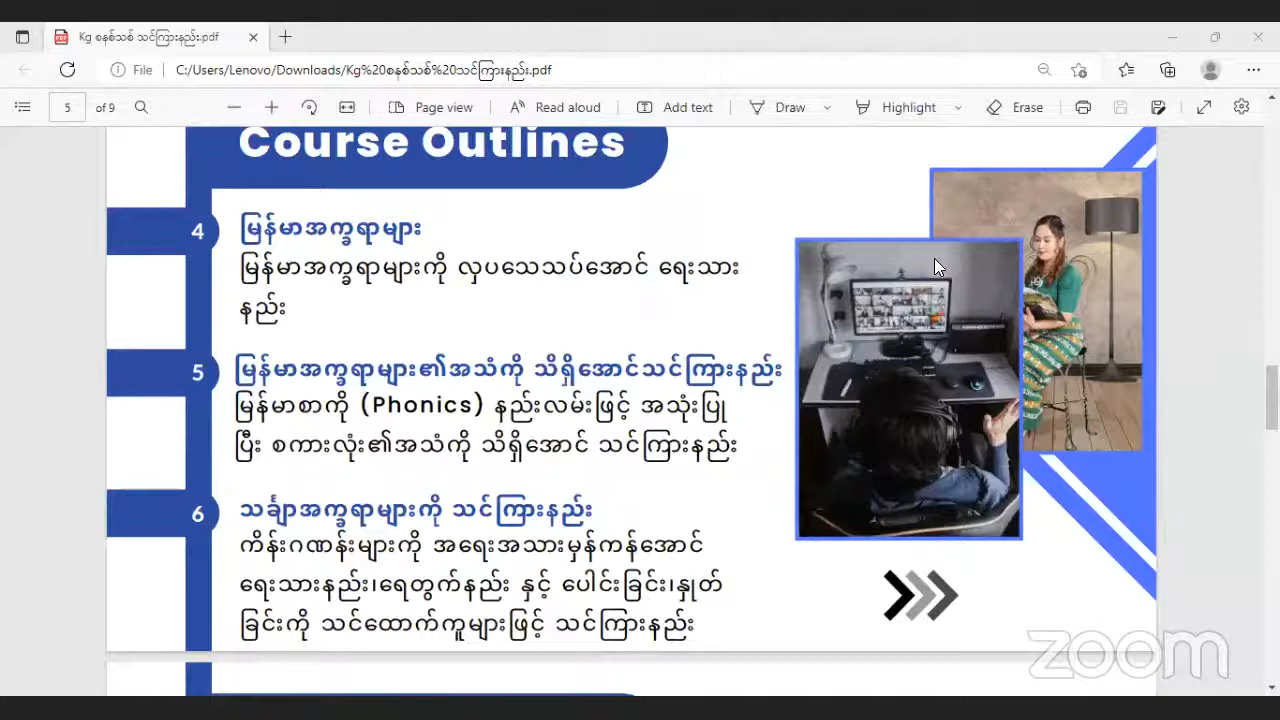 Kg စနစ်သစ် သင်ကြားနည်း.pdf
File
C:/Users/Lenovo/Downloads/Kg%20စနစ်သစ်%20သင်ကြားနည်း.pdf
5 of 9
Page view
Read aloud
Add text
Draw
Highlight
Erase
Course Outlines
4
မြန်မာအက္ခရာများ
မြန်မာအက္ခရာများကို လှပသေသပ်အောင် ရေးသား
နည်း
5
မြန်မာအက္ခရာများ၏အသံကို သိရှိအောင်သင်ကြားနည်း
မြန်မာစာကို (Phonics) နည်းလမ်းဖြင့် အသုံးပြု
ပြီး စကားလုံး၏အသံကို သိရှိအောင် သင်ကြားနည်း
6
သင်္ချာအက္ခရာများကို သင်ကြားနည်း
ကိန်းဂဏန်းများကို အရေးအသားမှန်ကန်အောင်
ရေးသားနည်း၊ရေတွက်နည်း နှင့် ပေါင်းခြင်း၊နှုတ်
ခြင်းကို သင်ထောက်ကူများဖြင့် သင်ကြားနည်း
zoom